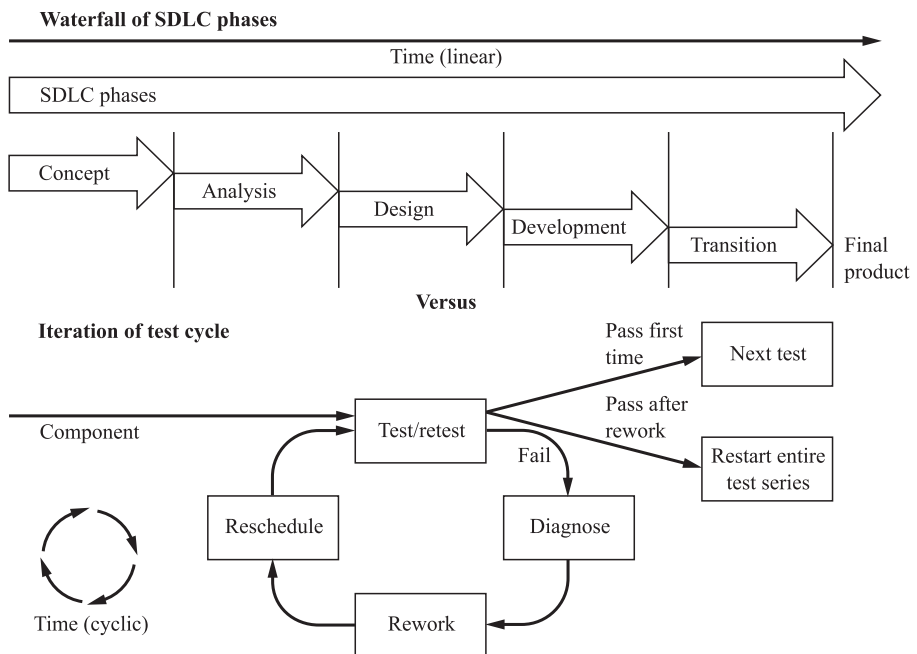 Waterfall of SDLC phases
Time (linear)
SDLC phases
Concept
Analysis
Design
Development
Transition
Final
product
Versus
Iteration of test cycle
Pass first
time
Next test
Component
Test/retest
Pass after
rework
Fail
Restart entire
test series
Reschedule
Diagnose
Time (cyclic)
Rework